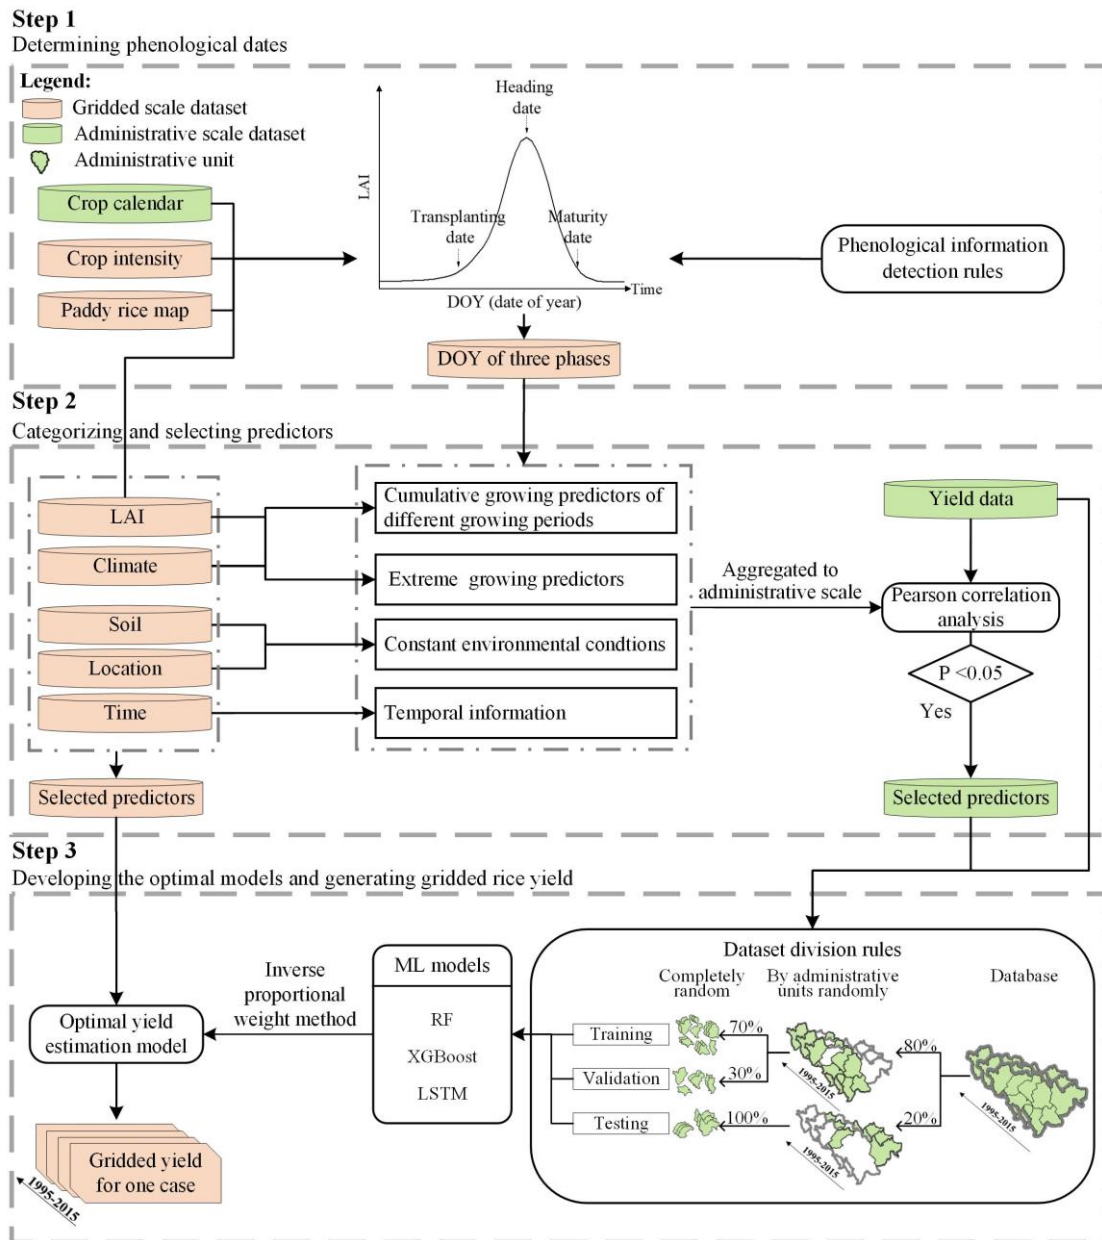 Step 1
Determining phenological dates
Legend:
Gridded scale dataset
Administrative scale dataset
Administrative unit
Crop calendar
Crop intensity
Paddy rice map
LAI
Heading
date
Transplanting
date
Maturity
date
Time
DOY (date of year)
Phenological information
detection rules
DOY of three phases
Step 2
Categorizing and selecting predictors
LAI
Climate
Soil
Location
Time
Cumulative growing predictors of
different growing periods
Extreme growing predictors
Constant environmental condtions
Temporal information
Aggregated to
administrative scale
Yield data
Pearson correlation
analysis
P <0.05
Yes
Selected predictors
Selected predictors
Step 3
Developing the optimal models and generating gridded rice yield
Optimal yield
estimation model
Inverse
proportional
weight method
ML models
RF
XGBoost
LSTM
Dataset division rules
Completely
random
By administrative
units randomly
Database
Training
70%
80%
Validation
30%
Testing
100%
20%
1995-2015
1995-2015
1995-2015
Gridded yield
for one case
1995-2015